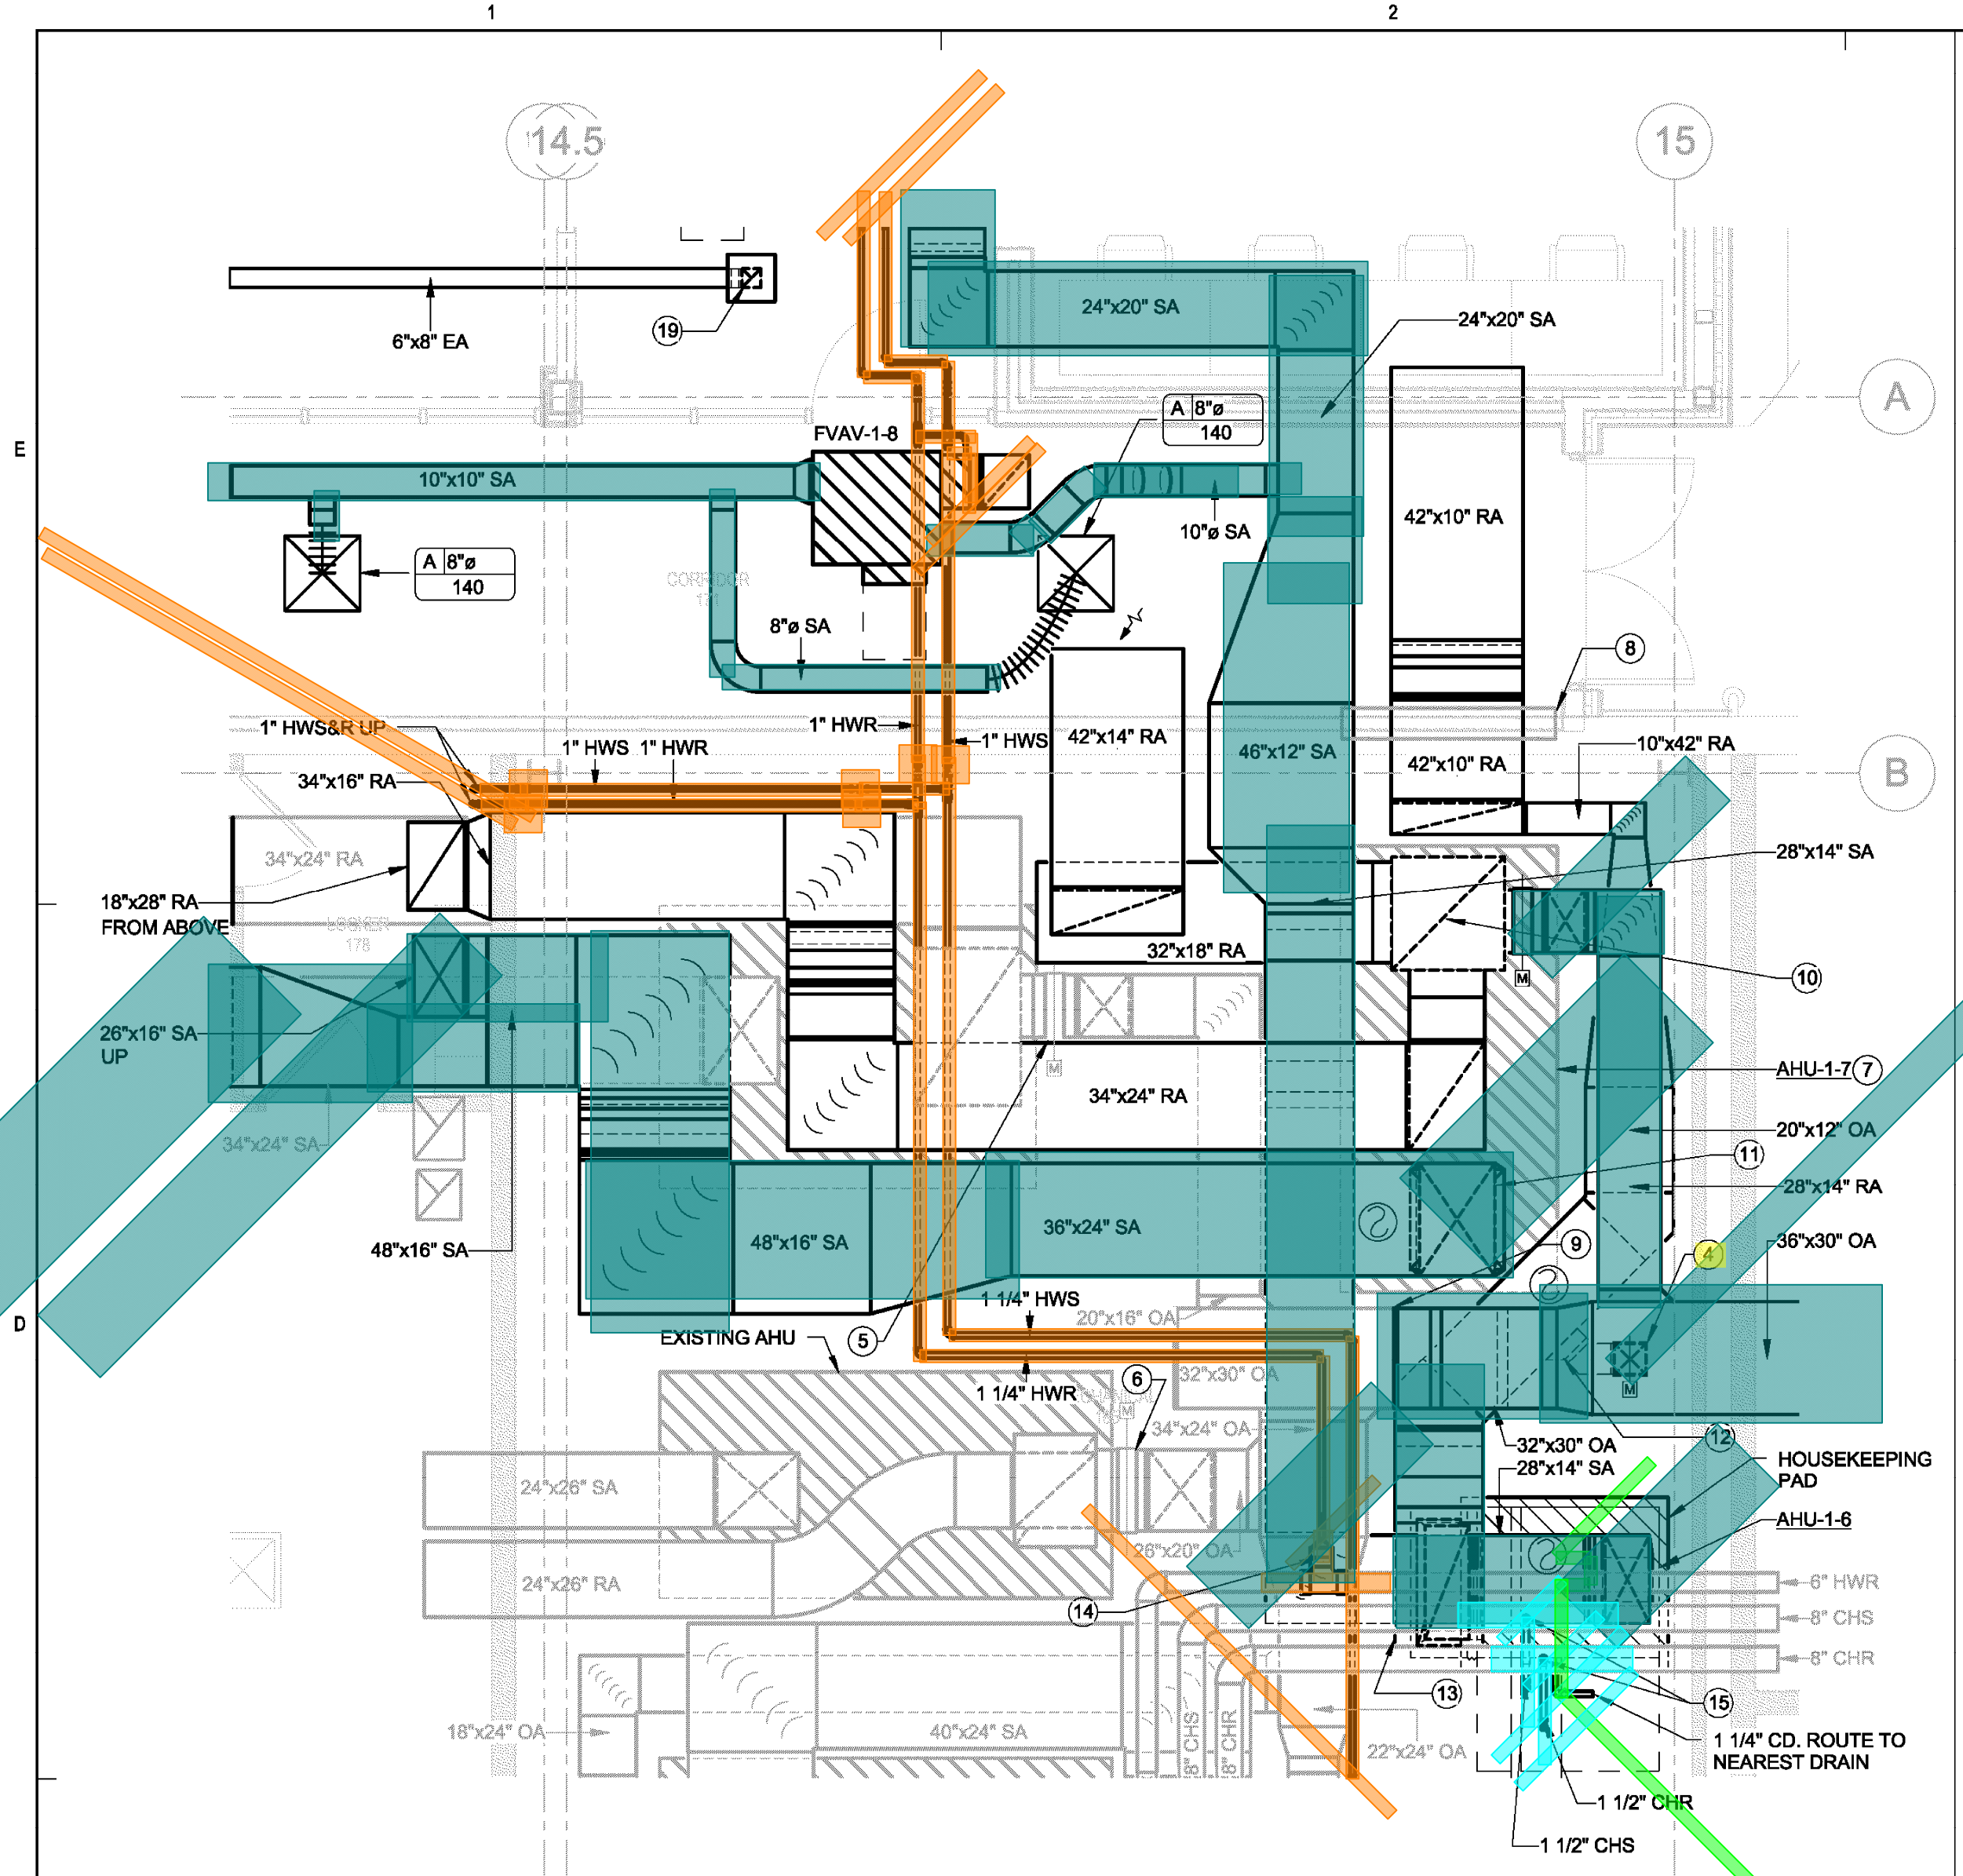 1
2
14.5
15
24"x20" SA
24"x20" SA
6"x8" EA
19
A
A 8"ø
140
FVAV-1-8
E
10"x10" SA
10"ø SA
42"x10" RA
A 8"ø
140
CORRIDOR
171
8"ø SA
8
1" HWS&R UP
1" HWR
1" HWS
1" HWS
1" HWR
42"x14" RA
46"x12" SA
10"x42" RA
42"x10" RA
B
34"x16" RA
34"x24" RA
28"x14" SA
18"x28" RA
FROM ABOVE
178
32"x18" RA
M
10
26"x16" SA
UP
M
AHU-1-7
7
34"x24" RA
34"x24" SA
20"x12" OA
11
28"x14" RA
36"x24" SA
48"x16" SA
48"x16" SA
9
4
36"x30" OA
1 1/4" HWS
20"x16" OA
D
EXISTING AHU
5
32"x30" OA
6
1 1/4" HWR
M
M
34"x24" OA
12
32"x30" OA
28"x14" SA
HOUSEKEEPING
PAD
24"x26" SA
AHU-1-6
26"x20" OA
24"x26" RA
6" HWR
14
8" CHS
8" CHR
13
15
18"x24" OA
40"x24" SA
8" CHS
8" CHR
22"x24" OA
1 1/4" CD. ROUTE TO
NEAREST DRAIN
1 1/2" CHR
1 1/2" CHS